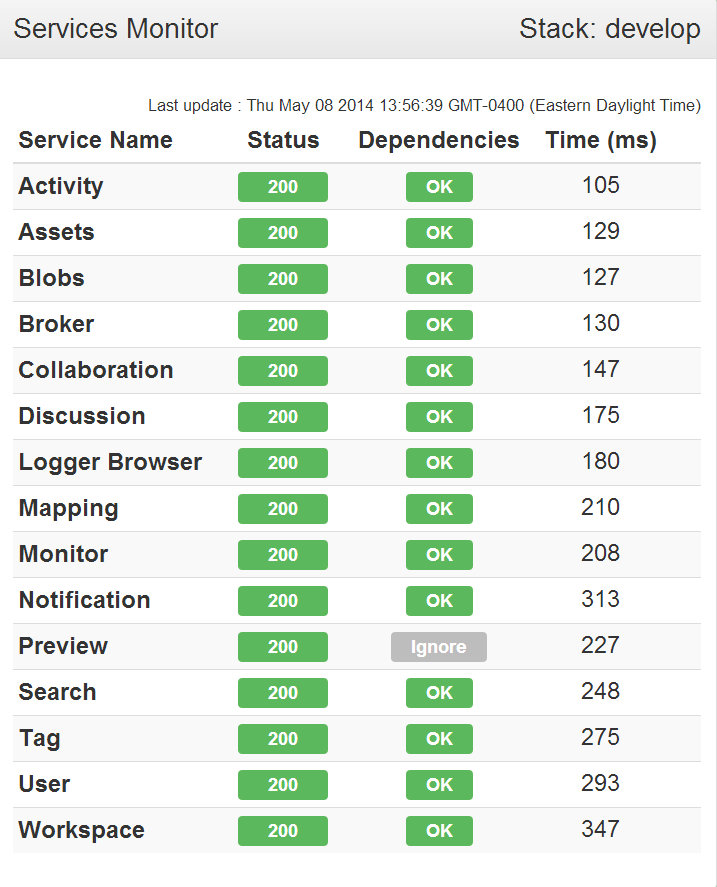 Services Monitor Stack: develop
Last update : Thu May 08 2014 13:56:39 GMT-0400 (Eastern Daylight Time)
Service Name Status Dependencies Time (ms)
Activity 200 OK 105
Assets 200 OK 129
Blobs 200 OK 127
Broker 200 OK 130
Collaboration 200 OK 147
Discussion 200 OK 175
Logger Browser 200 OK 180
Mapping 200 OK 210
Monitor 200 OK 208
Notification 200 OK 313
Preview 200 Ignore 227
Search 200 OK 248
Tag 200 OK 275
User 200 OK 293
Workspace 200 OK 347